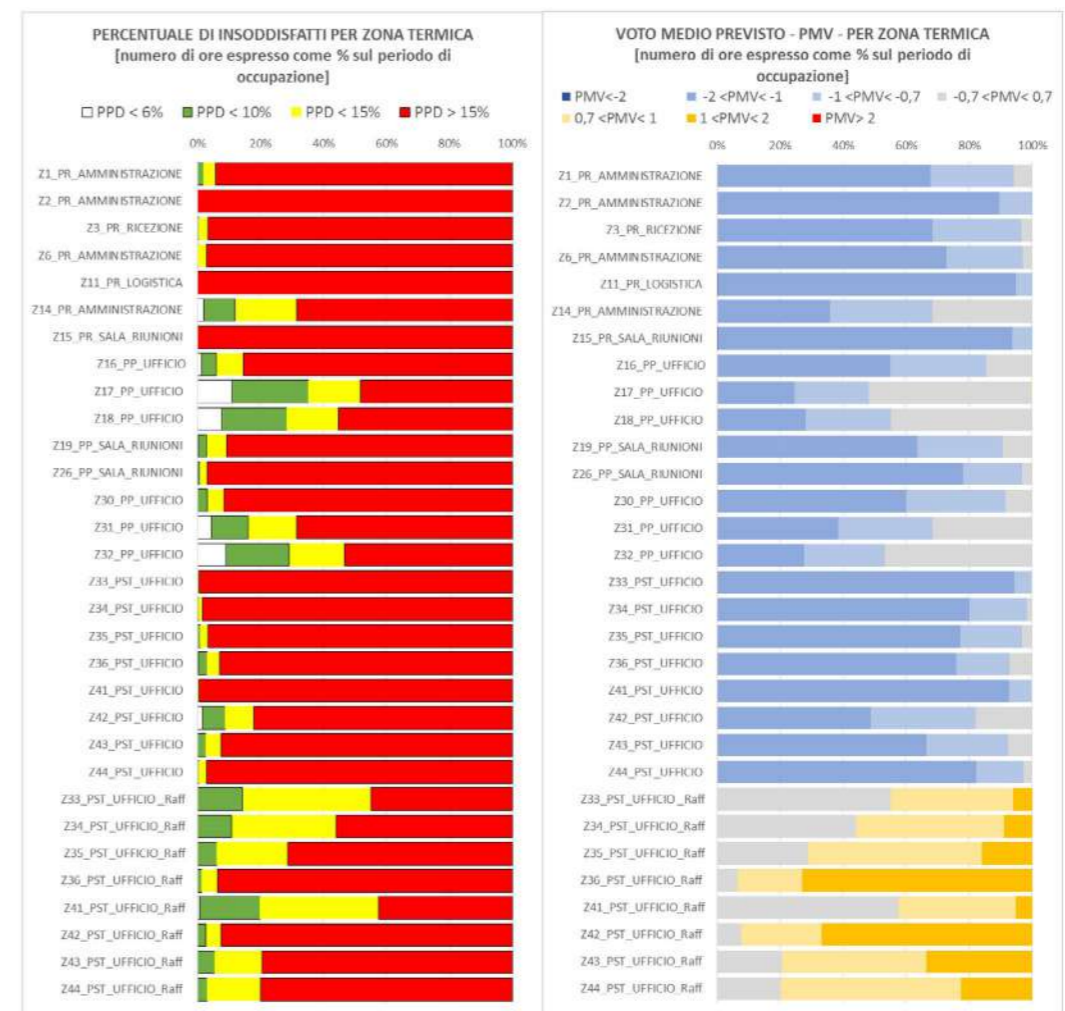 PERCENTUALE DI INSODDISFATTI PER ZONA TERMICA
[numero di ore espresso come % sul periodo di
occupazione]
PPD < 6% PPD < 10% PPD < 15% PPD > 15%
0% 20% 40% 60% 80% 100%
Z1_PR_AMMINISTRAZIONE
Z2_PR_AMMINISTRAZIONE
Z3_PR_RICEZIONE
Z6_PR_AMMINISTRAZIONE
Z11_PR_LOGISTICA
Z14_PR_AMMINISTRAZIONE
Z15_PR_SALA_RIUNIONI
Z16_PP_UFFICIO
Z17_PP_UFFICIO
Z18_PP_UFFICIO
Z19_PP_SALA_RIUNIONI
Z26_PP_SALA_RIUNIONI
Z30_PP_UFFICIO
Z31_PP_UFFICIO
Z32_PP_UFFICIO
Z33_PST_UFFICIO
Z34_PST_UFFICIO
Z35_PST_UFFICIO
Z36_PST_UFFICIO
Z41_PST_UFFICIO
Z42_PST_UFFICIO
Z43_PST_UFFICIO
Z44_PST_UFFICIO
Z33_PST_UFFICIO_Raff
Z34_PST_UFFICIO_Raff
Z35_PST_UFFICIO_Raff
Z36_PST_UFFICIO_Raff
Z41_PST_UFFICIO_Raff
Z42_PST_UFFICIO_Raff
Z43_PST_UFFICIO_Raff
Z44_PST_UFFICIO_Raff
VOTO MEDIO PREVISTO - PMV - PER ZONA TERMICA
[numero di ore espresso come % sul periodo di
occupazione]
PMV<-2 -2 <PMV< -1 -1 <PMV< -0,7 -0,7 <PMV< 0,7
0,7 <PMV< 1 1 <PMV< 2 PMV> 2
0% 20% 40% 60% 80% 100%
Z1_PR_AMMINISTRAZIONE
Z2_PR_AMMINISTRAZIONE
Z3_PR_RICEZIONE
Z6_PR_AMMINISTRAZIONE
Z11_PR_LOGISTICA
Z14_PR_AMMINISTRAZIONE
Z15_PR_SALA_RIUNIONI
Z16_PP_UFFICIO
Z17_PP_UFFICIO
Z18_PP_UFFICIO
Z19_PP_SALA_RIUNIONI
Z26_PP_SALA_RIUNIONI
Z30_PP_UFFICIO
Z31_PP_UFFICIO
Z32_PP_UFFICIO
Z33_PST_UFFICIO
Z34_PST_UFFICIO
Z35_PST_UFFICIO
Z36_PST_UFFICIO
Z41_PST_UFFICIO
Z42_PST_UFFICIO
Z43_PST_UFFICIO
Z44_PST_UFFICIO
Z33_PST_UFFICIO _Raff
Z34_PST_UFFICIO_Raff
Z35_PST_UFFICIO_Raff
Z36_PST_UFFICIO_Raff
Z41_PST_UFFICIO_Raff
Z42_PST_UFFICIO_Raff
Z43_PST_UFFICIO_Raff
Z44_PST_UFFICIO_Raff